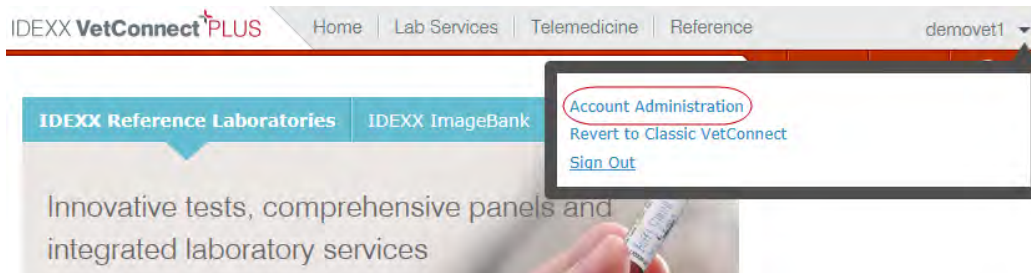 IDEXX VetConnect PLUS Home Lab Services Telemedicine Reference demovet1
Account Administration
Revert to Classic VetConnect
Sign Out
IDEXX Reference Laboratories IDEXX ImageBank
Innovative tests, comprehensive panels and
integrated laboratory services